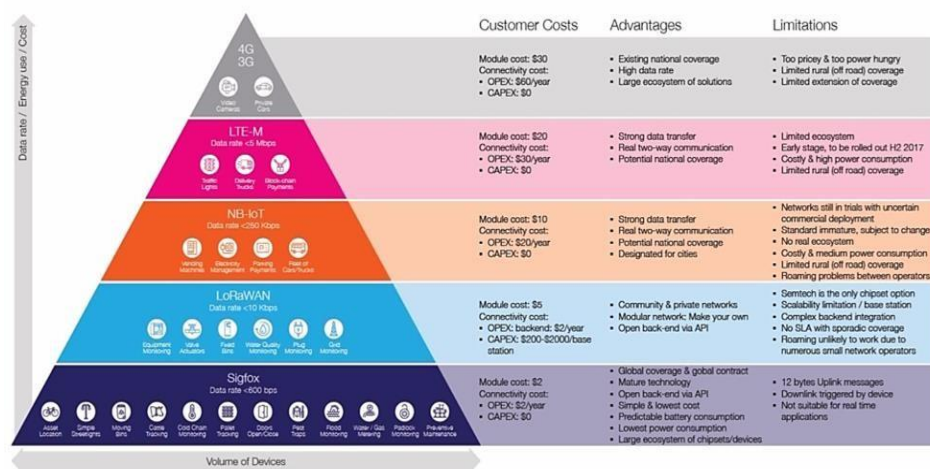 Customer Costs
Advantages
Limitations
Data rate / Energy use / Cost
4G
3G
Video Cameras
Private Cars
Module cost: $30
Connectivity cost:
• OPEX: $60/year
• CAPEX: $0
• Existing national coverage
• High data rate
• Large ecosystem of solutions
• Too pricey & too power hungry
• Limited rural (off road) coverage
• Limited extension of coverage
LTE-M
Data rate <5 Mbps
Traffic Lights
Delivery Trucks
Block-chain Payments
Module cost: $20
Connectivity cost:
• OPEX: $30/year
• CAPEX: $0
• Strong data transfer
• Real two-way communication
• Potential national coverage
• Limited ecosystem
• Early stage, to be rolled out H2 2017
• Costly & high power consumption
• Limited rural (off road) coverage
NB-IoT
Data rate <250 Kbps
Vending Machines
Electricity Management
Parking Payments
Fleet of Cars/Trucks
Module cost: $10
Connectivity cost:
• OPEX: $20/year
• CAPEX: $0
• Strong data transfer
• Real two-way communication
• Potential national coverage
• Designated for cities
• Networks still in trials with uncertain
commercial deployment
• Standard immature, subject to change
• No real ecosystem
• Costly & medium power consumption
• Limited rural (off road) coverage
• Roaming problems between operators
LoRaWAN
Data rate <10 Kbps
Equipment Monitoring
Valve Actuators
Fixed Bins
Water Quality Monitoring
Plug Monitoring
Grid Monitoring
Module cost: $5
Connectivity cost:
• OPEX: backend: $2/year
• CAPEX: $200-$2000/base
station
• Community & private networks
• Modular network: Make your own
• Open back-end via API
• Semtech is the only chipset option
• Scalability limitation / base station
• Complex backend integration
• No SLA with sporadic coverage
• Roaming unlikely to work due to
numerous small network operators
Sigfox
Data rate <600 bps
Asset Location
Simple Streetlights
Moving Bins
Cattle Tracking
Cold Chain Monitoring
Pallet Tracking
Doors Open/Close
Pest Traps
Flood Monitoring
Water / Gas Metering
Padlock Monitoring
Preventive Maintenance
Module cost: $2
Connectivity cost:
• OPEX: $2/year
• CAPEX: $0
• Global coverage & gobal contract
• Mature technology
• Open back-end via API
• Simple & lowest cost
• Predictable battery consumption
• Lowest power consumption
• Large ecosystem of chipsets/devices
• 12 bytes Uplink messages
• Downlink triggered by device
• Not suitable for real time
applications
Volume of Devices